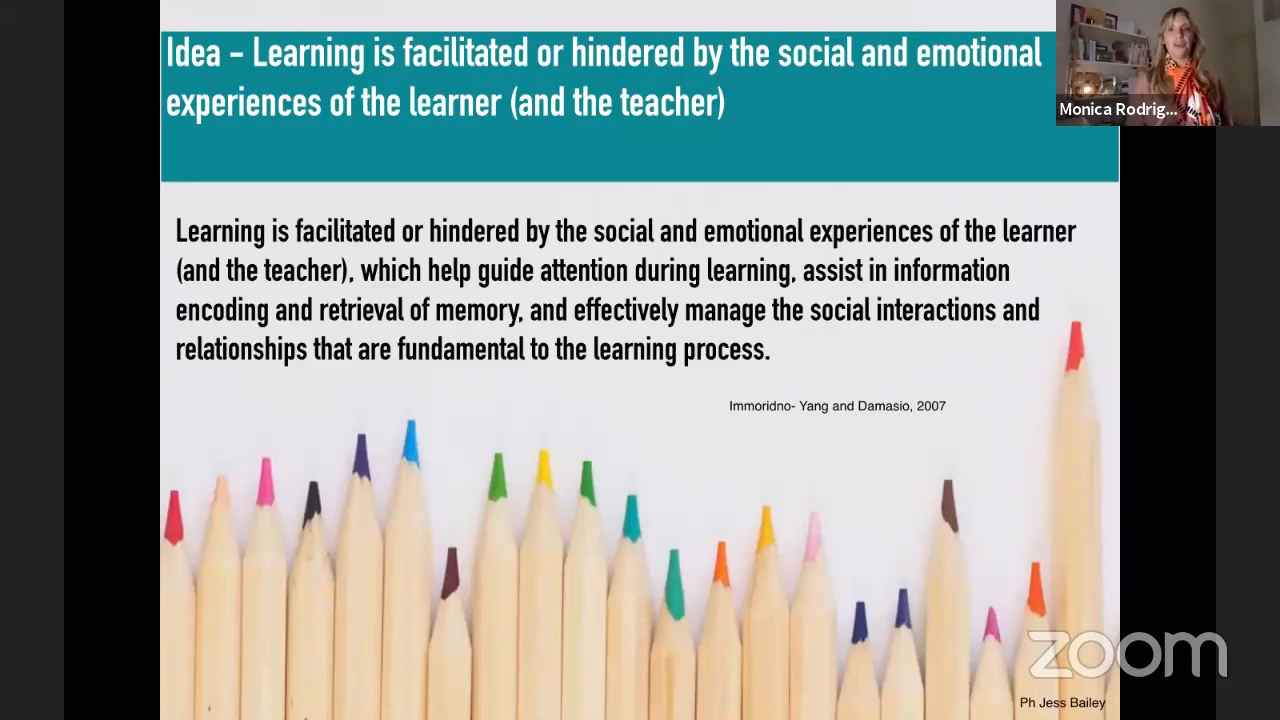 Idea - Learning is facilitated or hindered by the social and emotional
experiences of the learner (and the teacher)
Monica Rodrig...
Learning is facilitated or hindered by the social and emotional experiences of the learner
(and the teacher), which help guide attention during learning, assist in information
encoding and retrieval of memory, and effectively manage the social interactions and
relationships that are fundamental to the learning process.
Immoridno- Yang and Damasio, 2007
zoom
Ph Jess Bailey